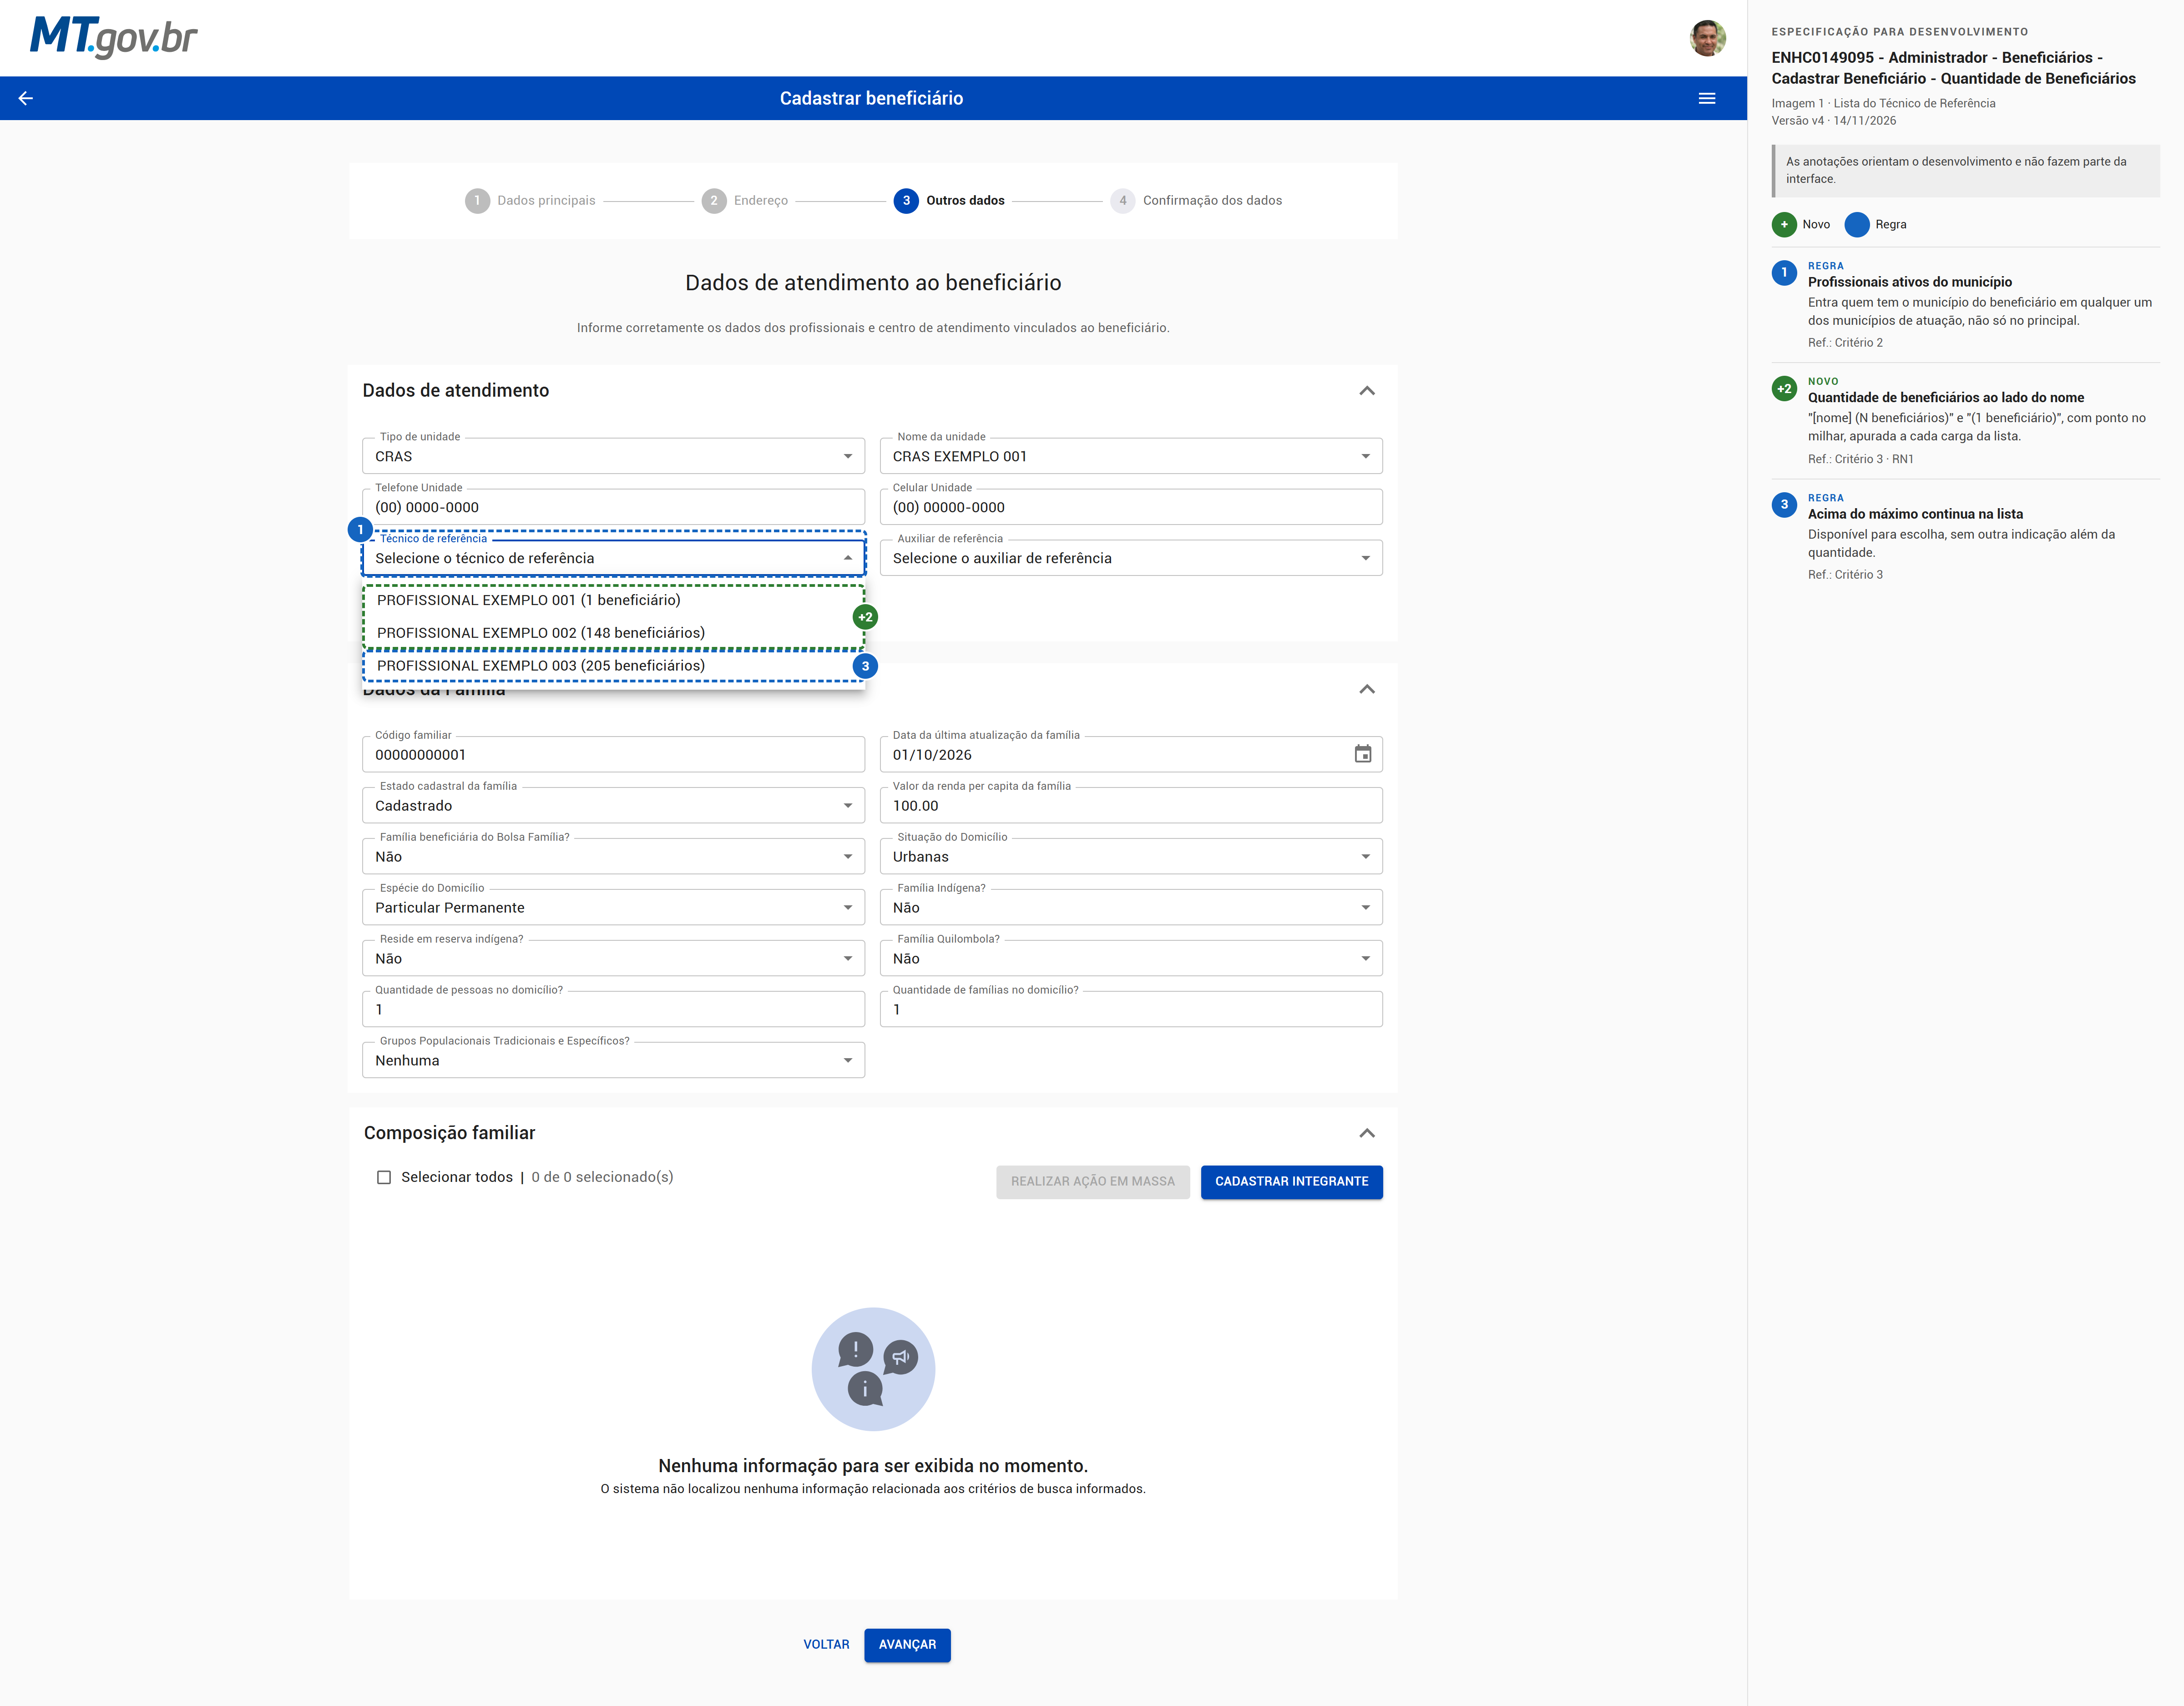 MT.gov.br
Cadastrar beneficiário
1 Dados principais
2 Endereço
3 Outros dados
4 Confirmação dos dados
Dados de atendimento ao beneficiário
Informe corretamente os dados dos profissionais e centro de atendimento vinculados ao beneficiário.
Dados de atendimento
Tipo de unidade
CRAS
Nome da unidade
CRAS EXEMPLO 001
Telefone Unidade
(00) 0000-0000
Celular Unidade
(00) 00000-0000
1
Técnico de referência
Selecione o técnico de referência
Auxiliar de referência
Selecione o auxiliar de referência
PROFISSIONAL EXEMPLO 001 (1 beneficiário)
+2
PROFISSIONAL EXEMPLO 002 (148 beneficiários)
PROFISSIONAL EXEMPLO 003 (205 beneficiários)
3
Dados da Família
Código familiar
00000000001
Data da última atualização da família
01/10/2026
Estado cadastral da família
Cadastrado
Valor da renda per capita da família
100.00
Família beneficiária do Bolsa Família?
Não
Situação do Domicílio
Urbanas
Espécie do Domicílio
Particular Permanente
Família Indígena?
Não
Reside em reserva indígena?
Não
Família Quilombola?
Não
Quantidade de pessoas no domicílio?
1
Quantidade de famílias no domicílio?
1
Grupos Populacionais Tradicionais e Específicos?
Nenhuma
Composição familiar
Selecionar todos | 0 de 0 selecionado(s)
REALIZAR AÇÃO EM MASSA
CADASTRAR INTEGRANTE
Nenhuma informação para ser exibida no momento.
O sistema não localizou nenhuma informação relacionada aos critérios de busca informados.
VOLTAR
AVANÇAR
ESPECIFICAÇÃO PARA DESENVOLVIMENTO
ENHC0149095 - Administrador - Beneficiários -
Cadastrar Beneficiário - Quantidade de Beneficiários
Imagem 1 · Lista do Técnico de Referência
Versão v4 · 14/11/2026
As anotações orientam o desenvolvimento e não fazem parte da
interface.
+ Novo
Regra
1
REGRA
Profissionais ativos do município
Entra quem tem o município do beneficiário em qualquer um
dos municípios de atuação, não só no principal.
Ref.: Critério 2
+2
NOVO
Quantidade de beneficiários ao lado do nome
"[nome] (N beneficiários)" e "(1 beneficiário)", com ponto no
milhar, apurada a cada carga da lista.
Ref.: Critério 3 · RN1
3
REGRA
Acima do máximo continua na lista
Disponível para escolha, sem outra indicação além da
quantidade.
Ref.: Critério 3